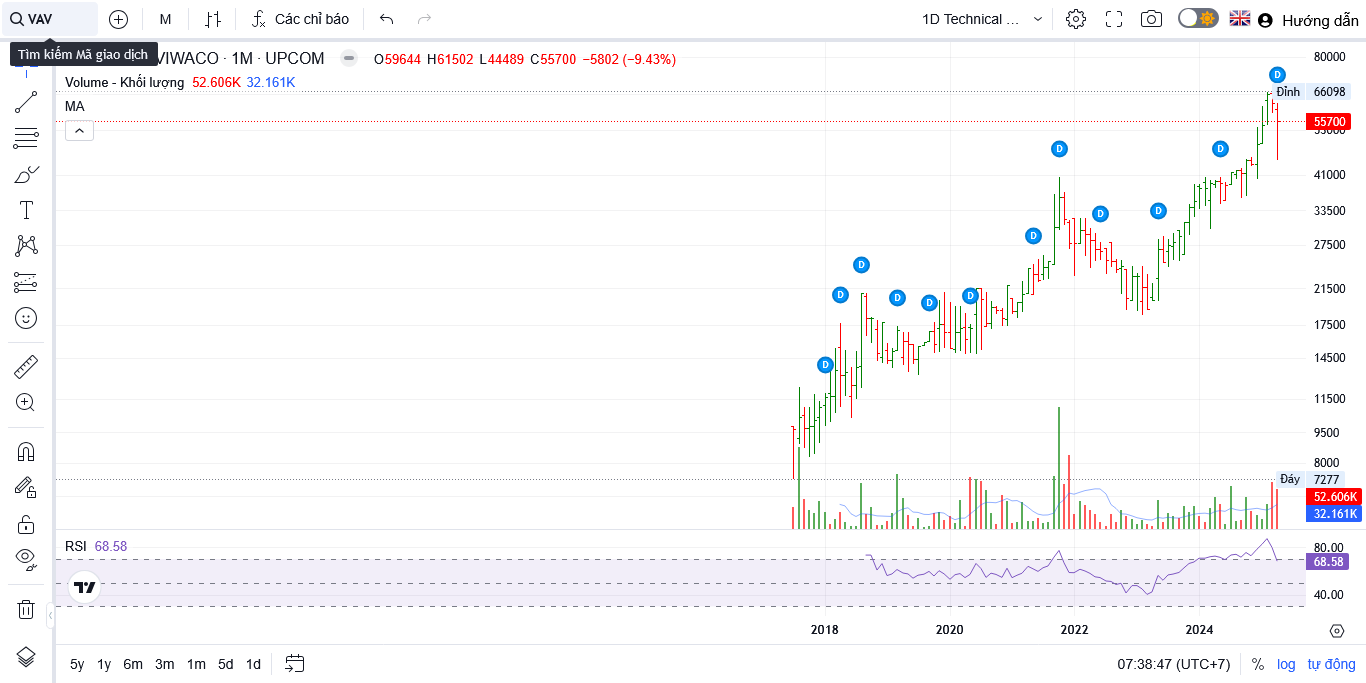 VAV M Các chỉ báo 1D Technical ... Hướng dẫn
Tìm kiếm Mã giao dịch
VIWACO · 1M · UPCOM O59644 H61502 L44489 C55700 −5802 (−9.43%)
Volume - Khối lượng 52.606K 32.161K
MA
80000
Đỉnh 66098
55700
53000
41000
33500
27500
21500
17500
14500
11500
9500
8000
Đáy 7277
52.606K
32.161K
D
D
D
D
D
D
D
D
D
D
D
D
RSI 68.58
80.00
68.58
40.00
2018 2020 2022 2024
5y 1y 6m 3m 1m 5d 1d 07:38:47 (UTC+7) % log tự động